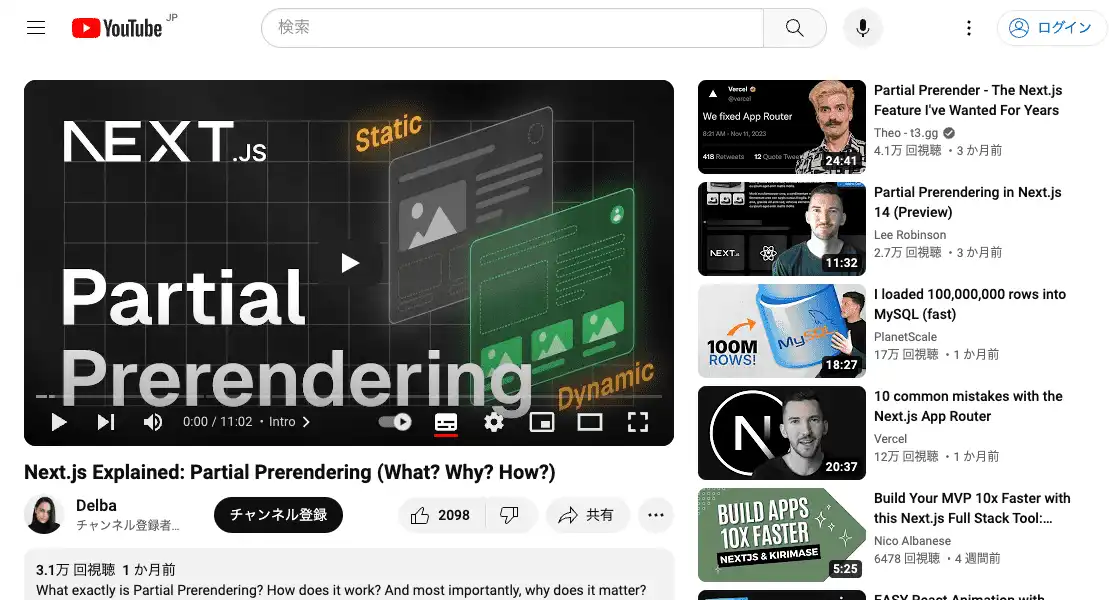 YouTube JP
検索
ログイン
NEXT.JS
Static
Partial
Prerendering
Dynamic
0:00 / 11:02 • Intro
Next.js Explained: Partial Prerendering (What? Why? How?)
Delba
チャンネル登録者...
チャンネル登録
2098
共有
3.1万 回視聴 1 か月前
What exactly is Partial Prerendering? How does it work? And most importantly, why does it matter?
Vercel
@vercel
We fixed App Router
8:21 AM - Nov 11, 2023
418 Retweets 12 Quote Twee
24:41
Partial Prerender - The Next.js
Feature I've Wanted For Years
Theo - t3․gg
4.1万 回視聴 ・3 か月前
NEXT.js
11:32
Partial Prerendering in Next.js
14 (Preview)
Lee Robinson
2.7万 回視聴 ・3 か月前
100M
ROWS!
MySQL
18:27
I loaded 100,000,000 rows into
MySQL (fast)
PlanetScale
17万 回視聴 ・1 か月前
N
20:37
10 common mistakes with the
Next.js App Router
Vercel
12万 回視聴 ・1 か月前
BUILD APPS
10X FASTER
NEXTJS & KIRIMASE
5:25
Build Your MVP 10x Faster with
this Next.js Full Stack Tool:...
Nico Albanese
6478 回視聴 ・4 週間前
EASY React Animation with